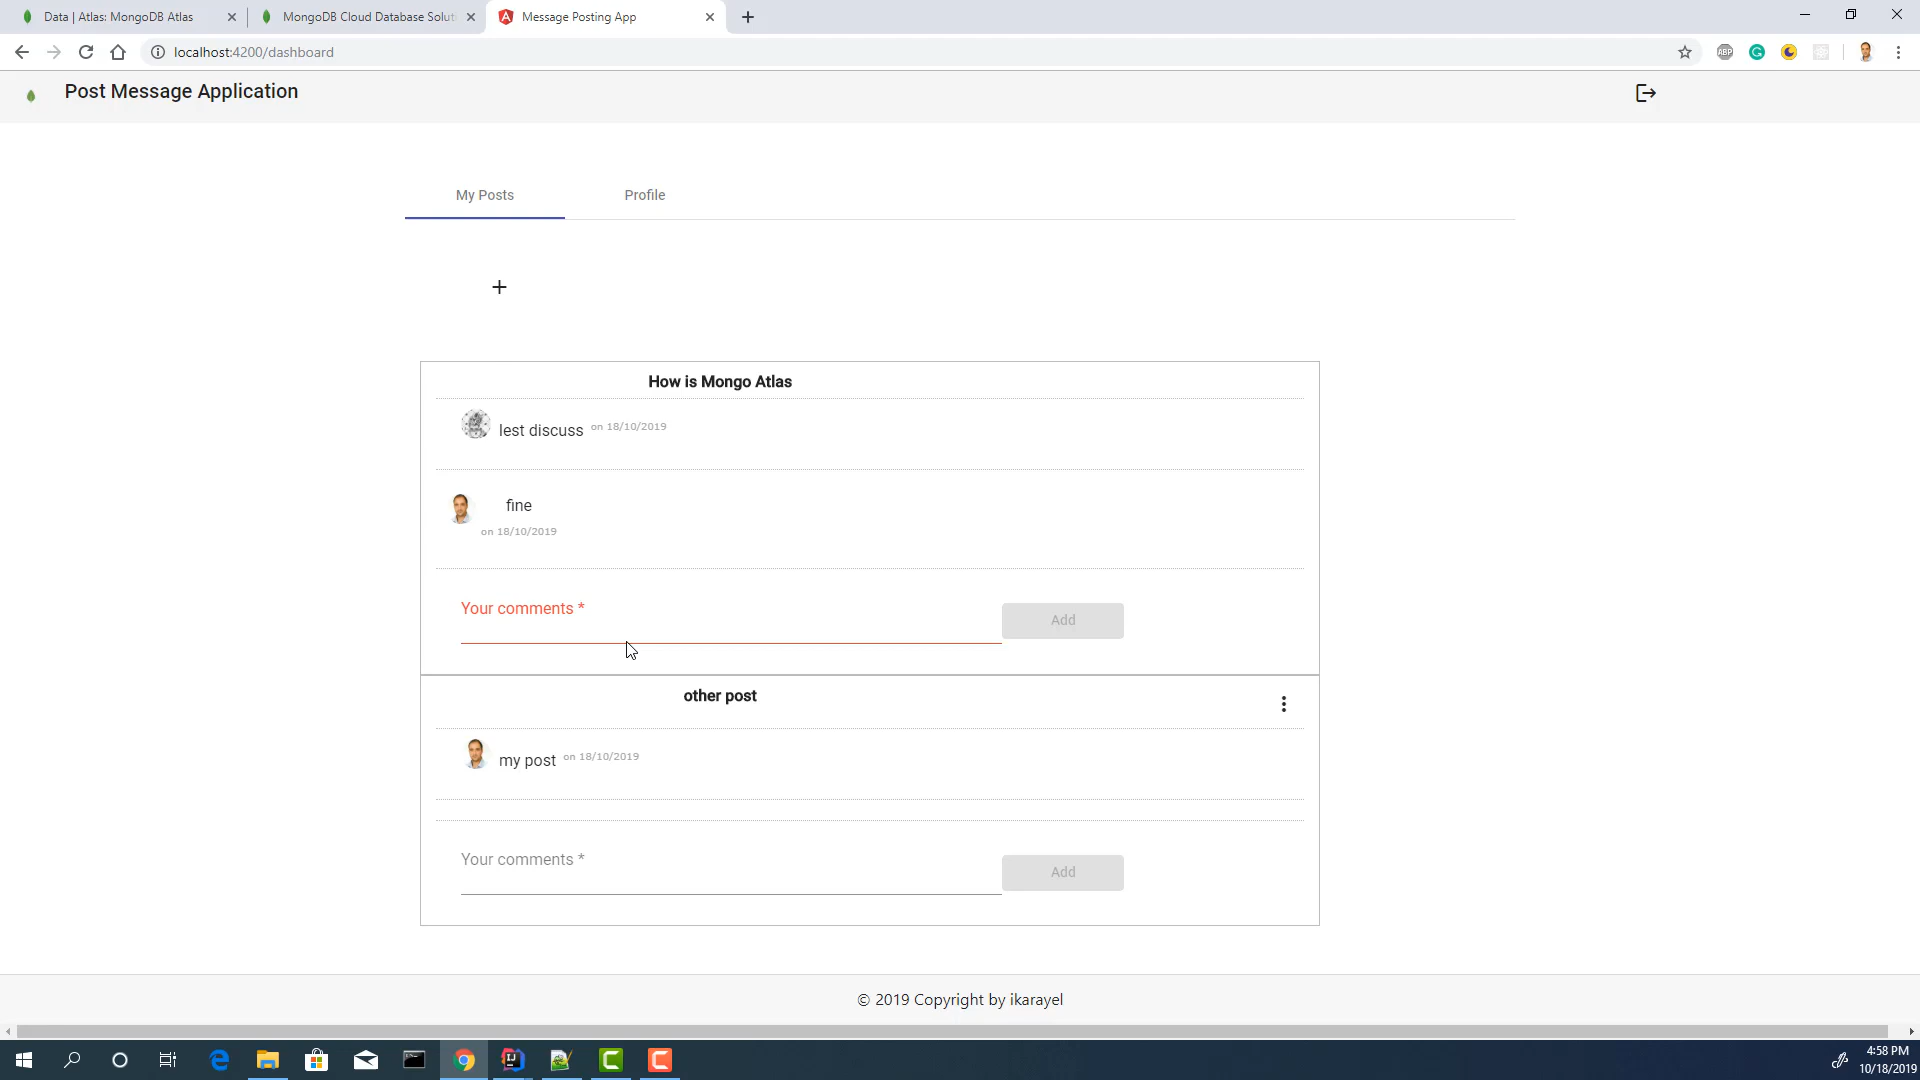 Data | Atlas: MongoDB Atlas
MongoDB Cloud Database Solut
Message Posting App
localhost:4200/dashboard
ABP
Post Message Application
My Posts
Profile
+
How is Mongo Atlas
lest discuss on 18/10/2019
fine
on 18/10/2019
Your comments *
Add
other post
my post on 18/10/2019
Your comments *
Add
© 2019 Copyright by ikarayel
4:58 PM
10/18/2019